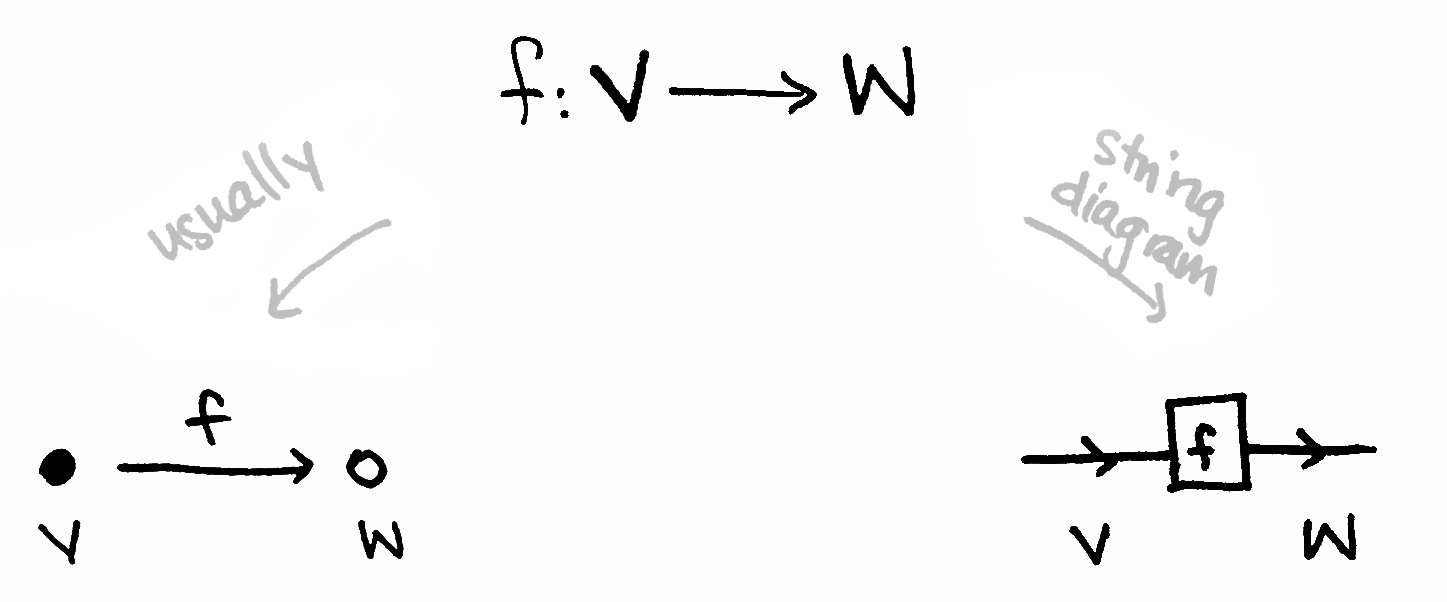 f: V → W
usually
string
diagram
f
V
W
f
V
W